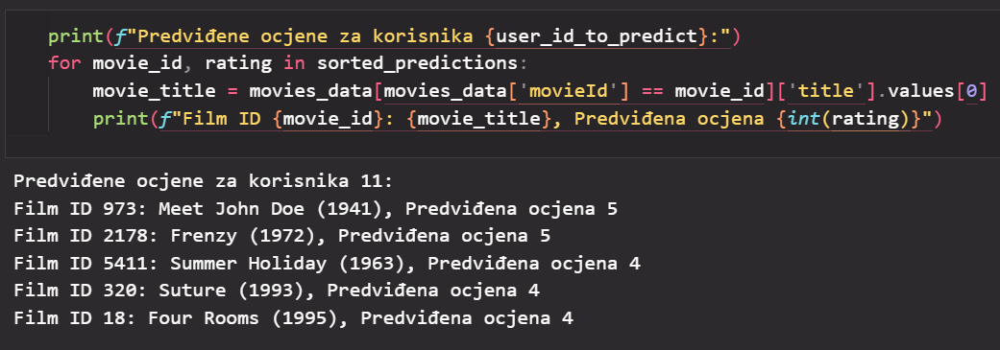 print(f"Predviđene ocjene za korisnika {user_id_to_predict}:")
for movie_id, rating in sorted_predictions:
    movie_title = movies_data[movies_data['movieId'] == movie_id]['title'].values[0]
    print(f"Film ID {movie_id}: {movie_title}, Predviđena ocjena {int(rating)}")
Predviđene ocjene za korisnika 11:
Film ID 973: Meet John Doe (1941), Predviđena ocjena 5
Film ID 2178: Frenzy (1972), Predviđena ocjena 5
Film ID 5411: Summer Holiday (1963), Predviđena ocjena 4
Film ID 320: Suture (1993), Predviđena ocjena 4
Film ID 18: Four Rooms (1995), Predviđena ocjena 4